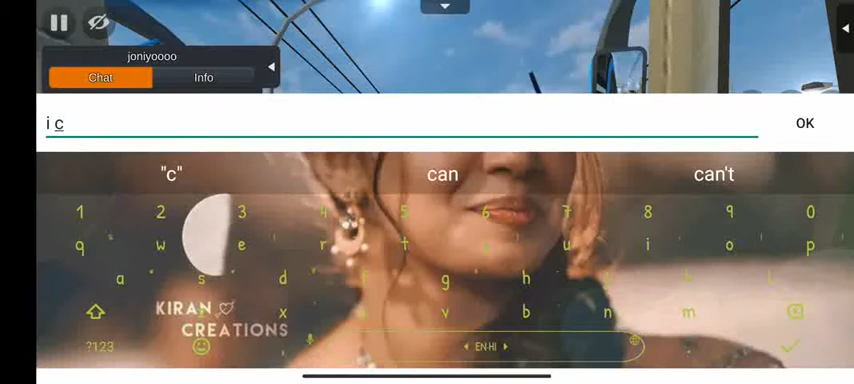 joniyoooo
Chat Info
i c OK
"c" can can't
1 2 3 4 5 6 7 8 9 0
q w e r t y u i o p
a s d f g h j k l
z x c v b n m
KIRAN
CREATIONS
?123 EN·HI